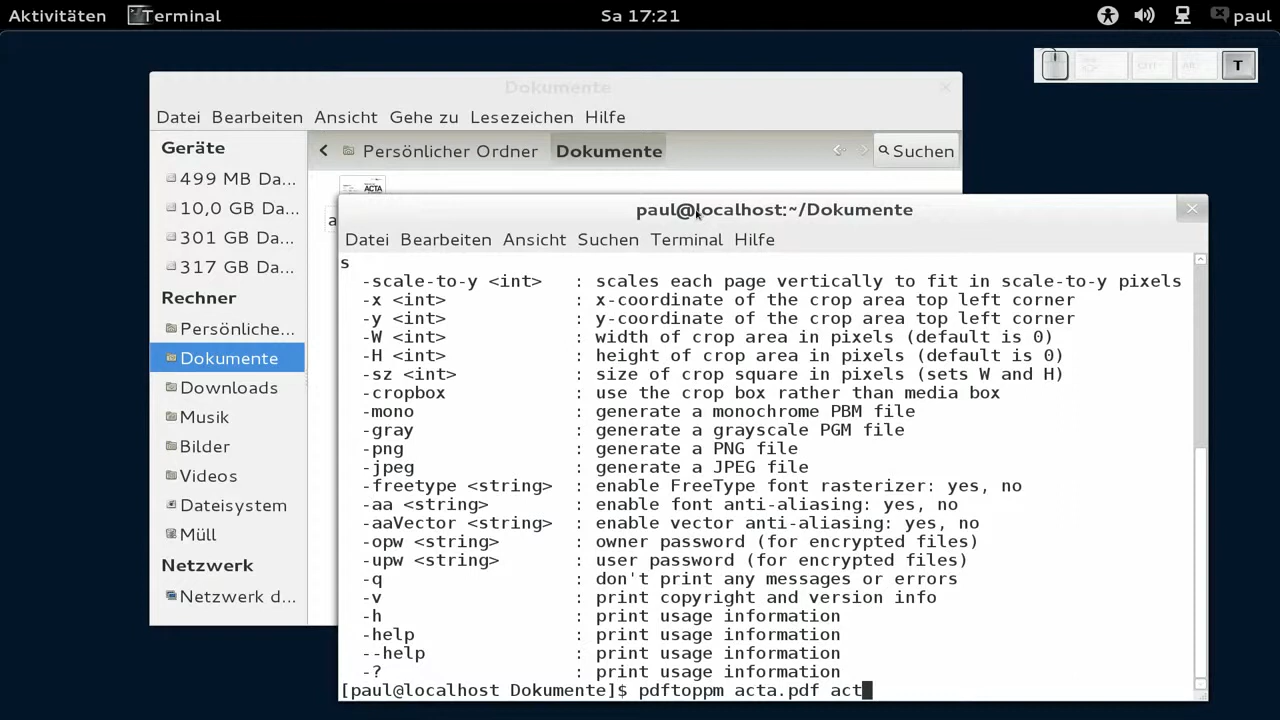 Aktivitäten Terminal Sa 17:21 paul
T
Dokumente
Datei Bearbeiten Ansicht Gehe zu Lesezeichen Hilfe
Geräte
Persönlicher Ordner Dokumente Suchen
499 MB Da...
10,0 GB Da...
301 GB Da...
317 GB Da...
Rechner
Persönliche...
Dokumente
Downloads
Musik
Bilder
Videos
Dateisystem
Müll
Netzwerk
Netzwerk d...
ACTA
a
paul@localhost:~/Dokumente
Datei Bearbeiten Ansicht Suchen Terminal Hilfe
s
-scale-to-y <int> : scales each page vertically to fit in scale-to-y pixels
-x <int> : x-coordinate of the crop area top left corner
-y <int> : y-coordinate of the crop area top left corner
-W <int> : width of crop area in pixels (default is 0)
-H <int> : height of crop area in pixels (default is 0)
-sz <int> : size of crop square in pixels (sets W and H)
-cropbox : use the crop box rather than media box
-mono : generate a monochrome PBM file
-gray : generate a grayscale PGM file
-png : generate a PNG file
-jpeg : generate a JPEG file
-freetype <string> : enable FreeType font rasterizer: yes, no
-aa <string> : enable font anti-aliasing: yes, no
-aaVector <string> : enable vector anti-aliasing: yes, no
-opw <string> : owner password (for encrypted files)
-upw <string> : user password (for encrypted files)
-q : don't print any messages or errors
-v : print copyright and version info
-h : print usage information
-help : print usage information
--help : print usage information
-? : print usage information
[paul@localhost Dokumente]$ pdftoppm acta.pdf act